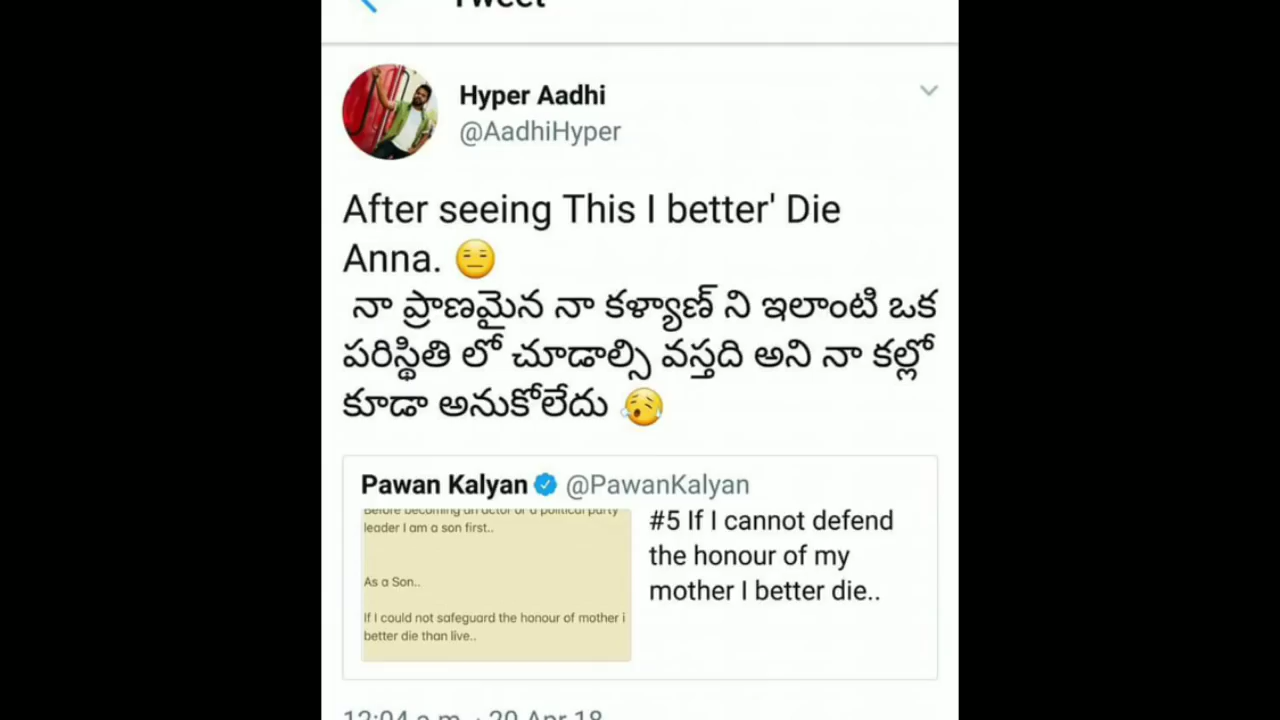 Tweet
Hyper Aadhi
@AadhiHyper
After seeing This I better' Die
Anna. 😑
నా ప్రాణమైన నా కళ్యాణ్ ని ఇలాంటి ఒక
పరిస్థితి లో చూడాల్సి వస్తది అని నా కల్లో
కూడా అనుకోలేదు 😥
Pawan Kalyan @PawanKalyan
Before becoming an actor or a political party
leader I am a son first..
As a Son..
If I could not safeguard the honour of mother i
better die than live..
#5 If I cannot defend
the honour of my
mother I better die..
12:04 a.m. · 20 Apr 18